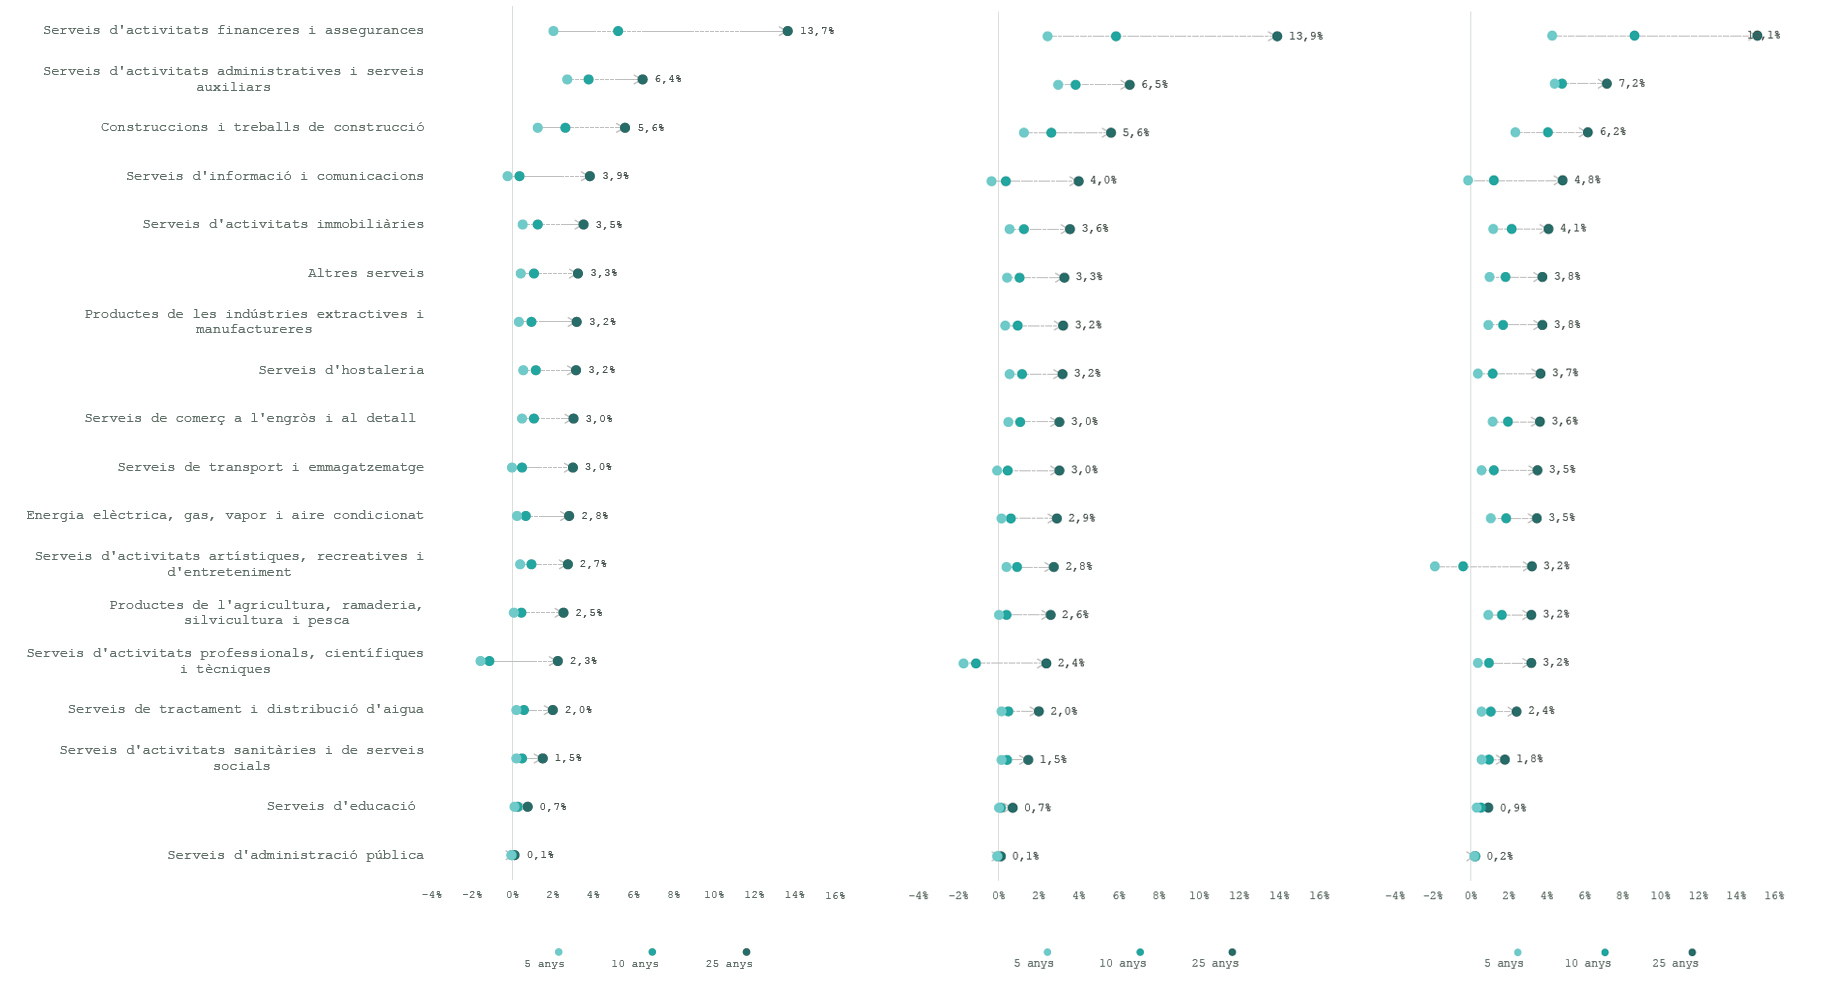 Serveis d'activitats financeres i assegurances
13,7%
13,9%
,1%
Serveis d'activitats administratives i serveis
auxiliars
6,4%
6,5%
7,2%
Construccions i treballs de construcció
5,6%
5,6%
6,2%
Serveis d'informació i comunicacions
3,9%
4,0%
4,8%
Serveis d'activitats immobiliàries
3,5%
3,6%
4,1%
Altres serveis
3,3%
3,3%
3,8%
Productes de les indústries extractives i
manufactureres
3,2%
3,2%
3,8%
Serveis d'hostaleria
3,2%
3,2%
3,7%
Serveis de comerç a l'engròs i al detall
3,0%
3,0%
3,6%
Serveis de transport i emmagatzematge
3,0%
3,0%
3,5%
Energia elèctrica, gas, vapor i aire condicionat
2,8%
2,9%
3,5%
Serveis d'activitats artístiques, recreatives i
d'entreteniment
2,7%
2,8%
3,2%
Productes de l'agricultura, ramaderia,
silvicultura i pesca
2,5%
2,6%
3,2%
Serveis d'activitats professionals, científiques
i tècniques
2,3%
2,4%
3,2%
Serveis de tractament i distribució d'aigua
2,0%
2,0%
2,4%
Serveis d'activitats sanitàries i de serveis
socials
1,5%
1,5%
1,8%
Serveis d'educació
0,7%
0,7%
0,9%
Serveis d'administració pública
0,1%
0,1%
0,2%
-4% -2% 0% 2% 4% 6% 8% 10% 12% 14% 16%
-4% -2% 0% 2% 4% 6% 8% 10% 12% 14% 16%
-4% -2% 0% 2% 4% 6% 8% 10% 12% 14% 16%
5 anys 10 anys 25 anys
5 anys 10 anys 25 anys
5 anys 10 anys 25 anys